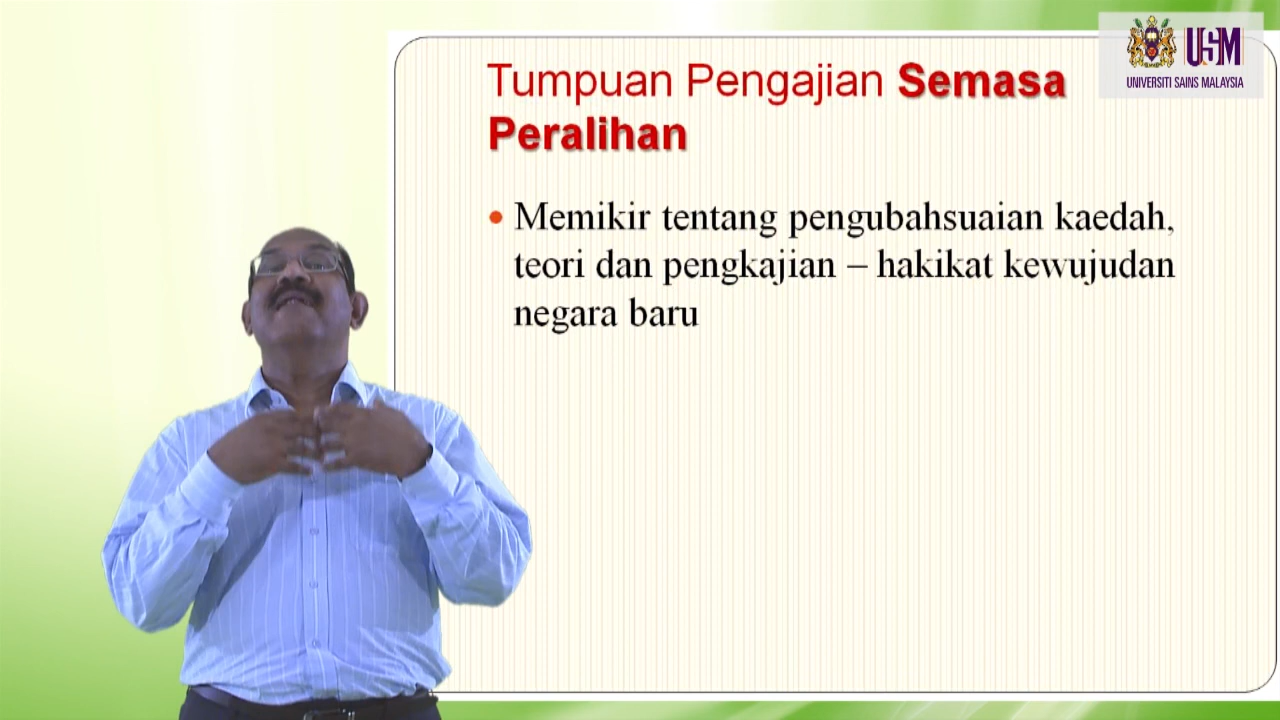 USM
UNIVERSITI SAINS MALAYSIA
Tumpuan Pengajian Semasa
Peralihan
• Memikir tentang pengubahsuaian kaedah,
teori dan pengkajian – hakikat kewujudan
negara baru